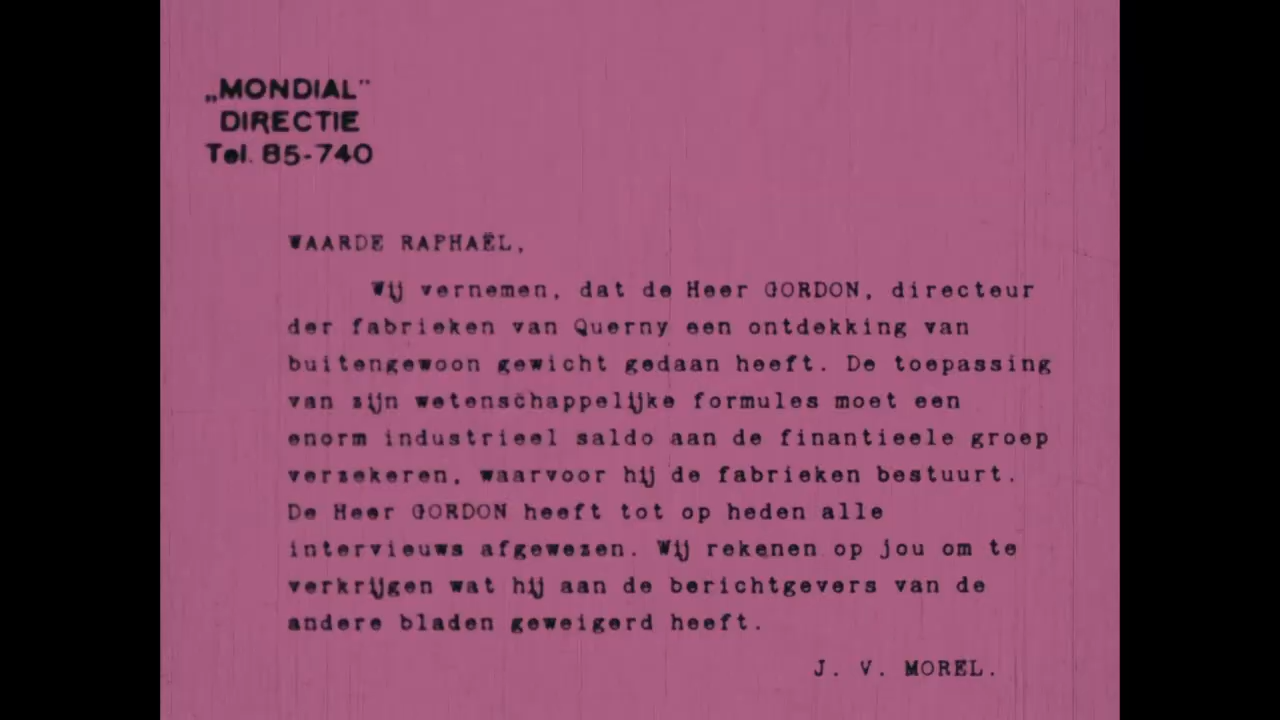 „MONDIAL”
DIRECTIE
Tel. 85-740
WAARDE RAPHAËL,
Wij vernemen, dat de Heer GORDON, directeur
der fabrieken van Querny een ontdekking van
buitengewoon gewicht gedaan heeft. De toepassing
van zijn wetenschappelijke formules moet een
enorm industrieel saldo aan de finantieele groep
verzekeren, waarvoor hij de fabrieken bestuurt.
De Heer GORDON heeft tot op heden alle
intervieuws afgewezen. Wij rekenen op jou om te
verkrijgen wat hij aan de berichtgevers van de
andere bladen geweigerd heeft.
J. V. MOREL.